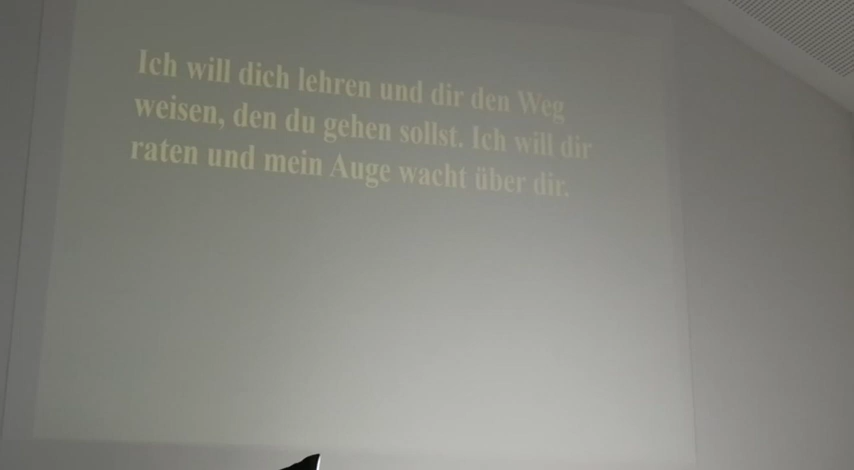 Ich will dich lehren und dir den Weg
weisen, den du gehen sollst. Ich will dir
raten und mein Auge wacht über dir.